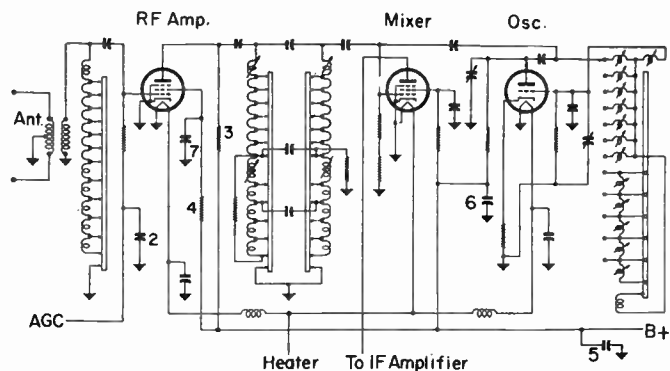 RF Amp.
Mixer
Osc.
Ant.
3
7
4
2
6
AGC
B+
5
Heater
To IF Amplifier